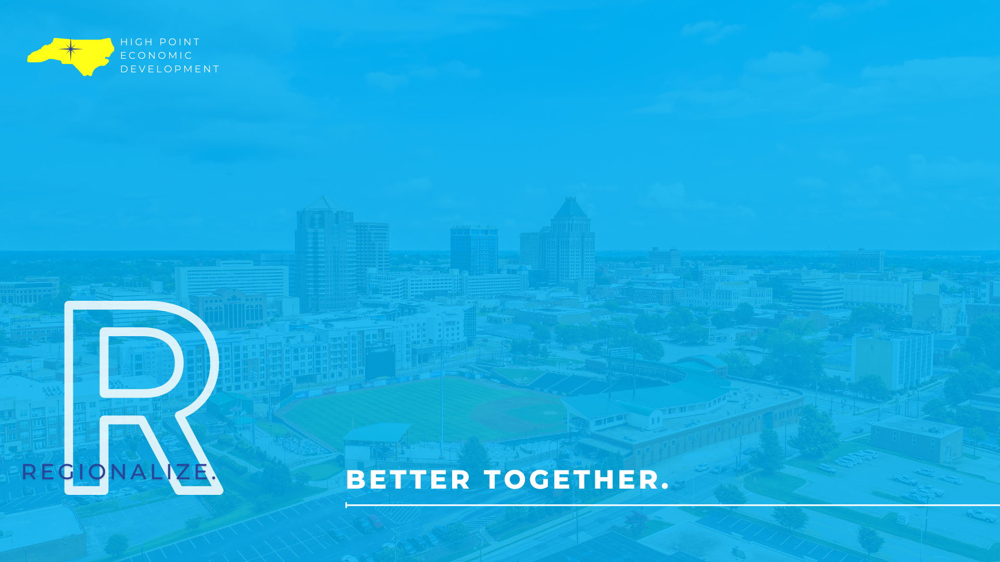 HIGH POINT
ECONOMIC
DEVELOPMENT
R
REGIONALIZE.
BETTER TOGETHER.